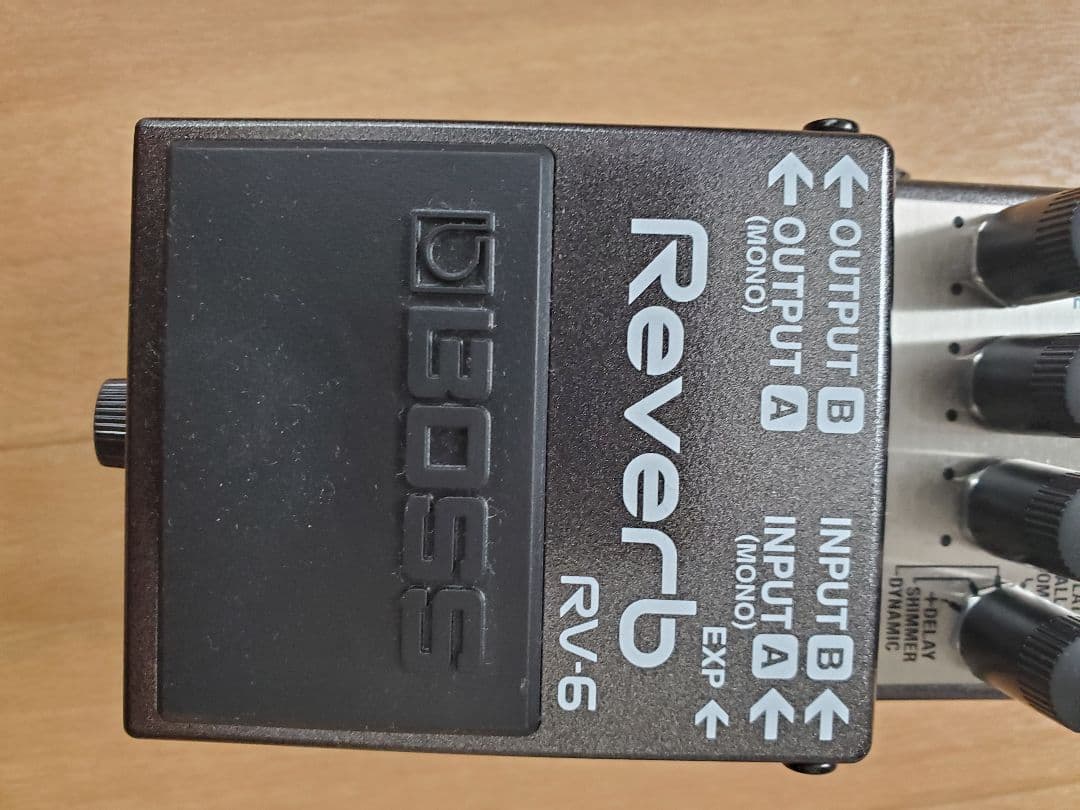 +DELAY
SHIMMER
DYNAMIC
OUTPUT B INPUT B
OUTPUT A INPUT A
(MONO) (MONO)
EXP
Reverb
RV-6
BOSS